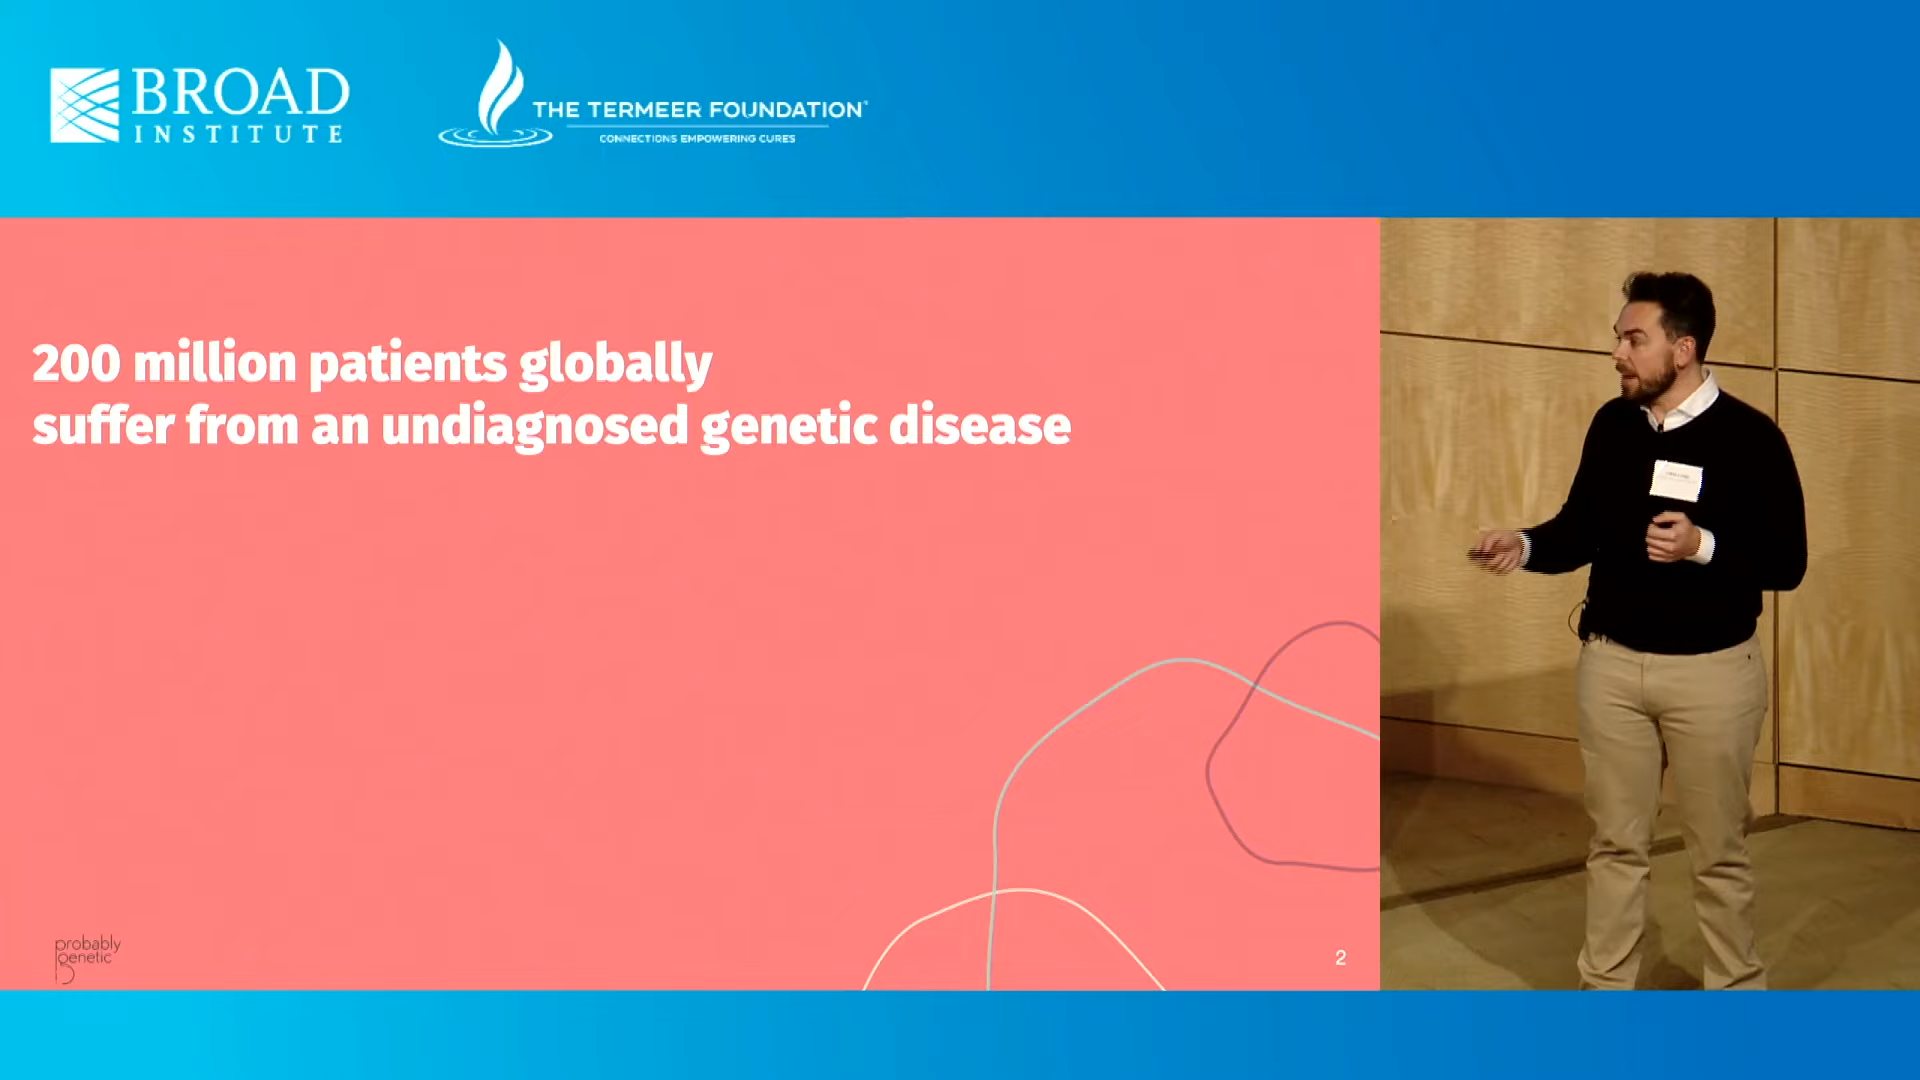 BROAD
INSTITUTE
THE TERMEER FOUNDATION
CONNECTIONS EMPOWERING CURES
200 million patients globally
suffer from an undiagnosed genetic disease
probably
genetic
2